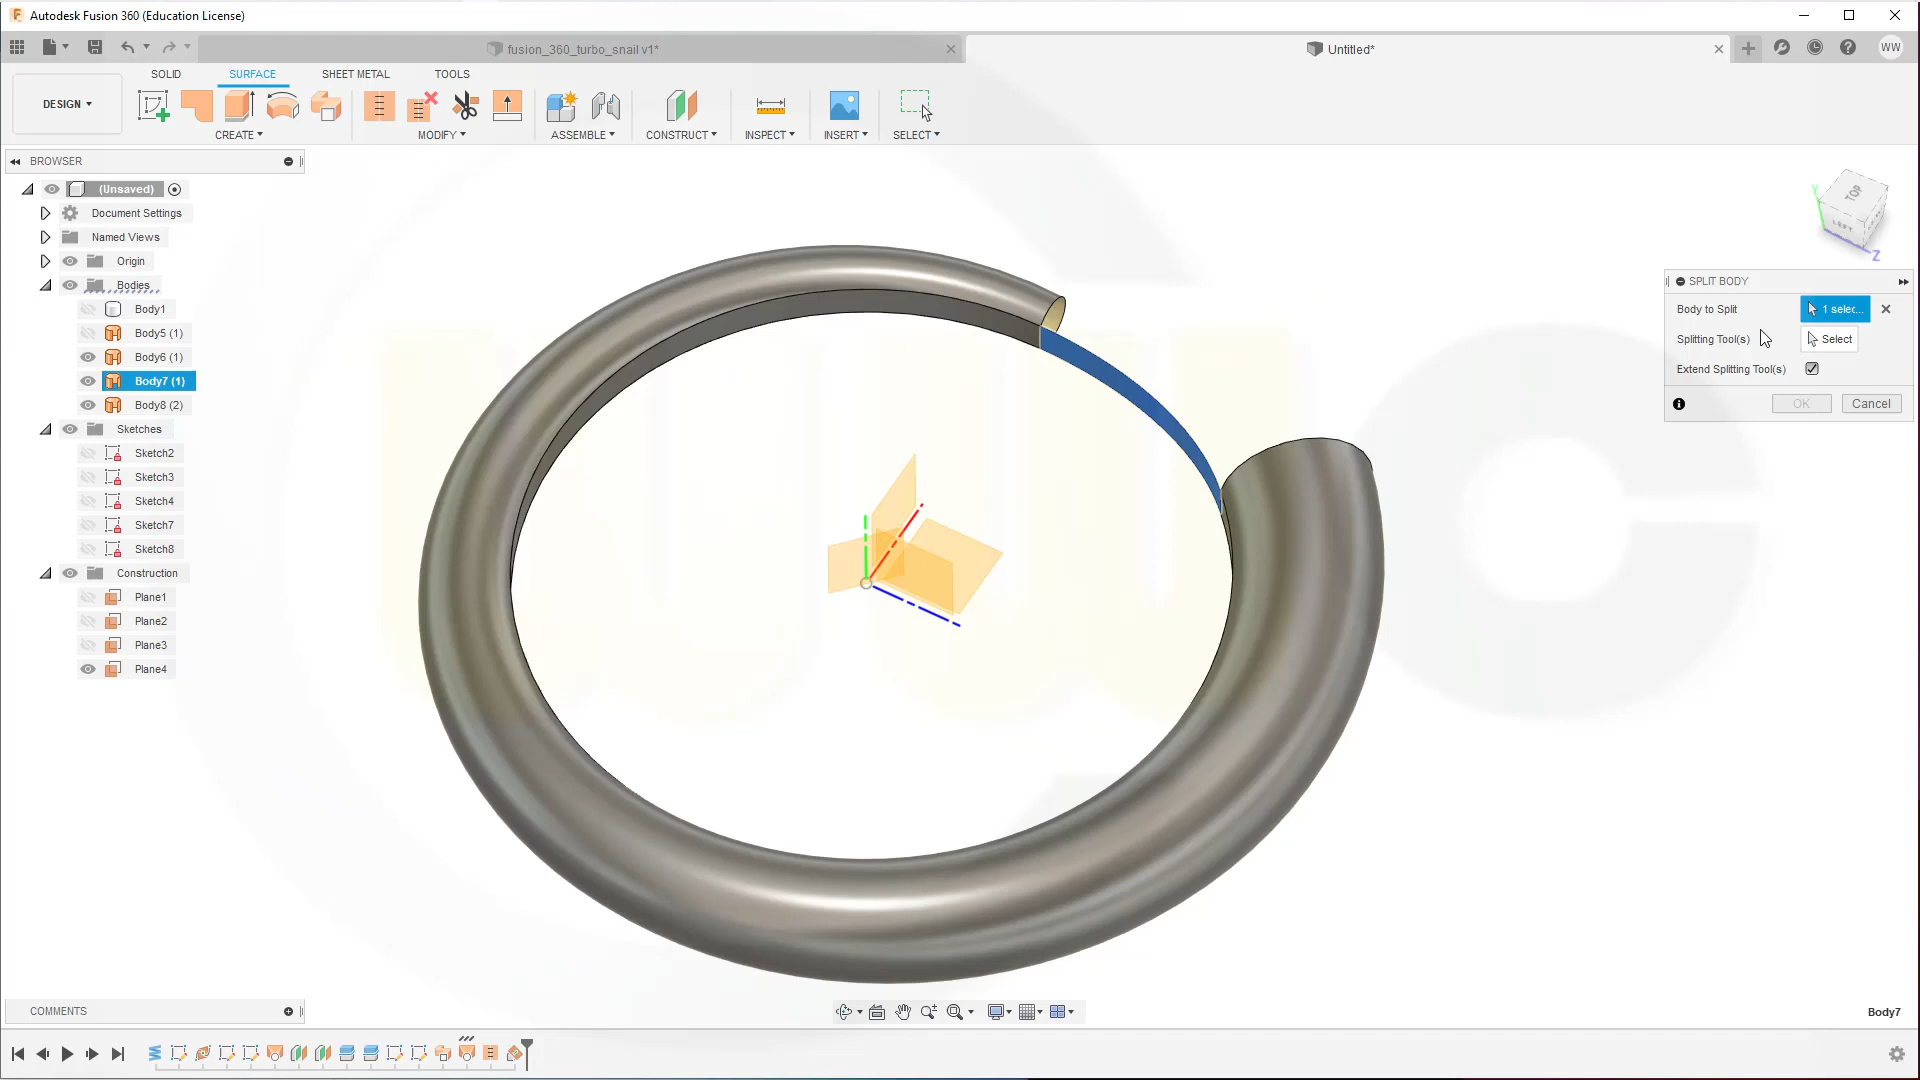 Autodesk Fusion 360 (Education License)
fusion_360_turbo_snail v1*
Untitled*
WW
DESIGN
SOLID
SURFACE
SHEET METAL
TOOLS
CREATE
MODIFY
ASSEMBLE
CONSTRUCT
INSPECT
INSERT
SELECT
BROWSER
(Unsaved)
Document Settings
Named Views
Origin
Bodies
Body1
Body5 (1)
Body6 (1)
Body7 (1)
Body8 (2)
Sketches
Sketch2
Sketch3
Sketch4
Sketch7
Sketch8
Construction
Plane1
Plane2
Plane3
Plane4
TOP
LEFT
Y
Z
SPLIT BODY
Body to Split
1 selec...
Splitting Tool(s)
Select
Extend Splitting Tool(s)
OK
Cancel
COMMENTS
Body7